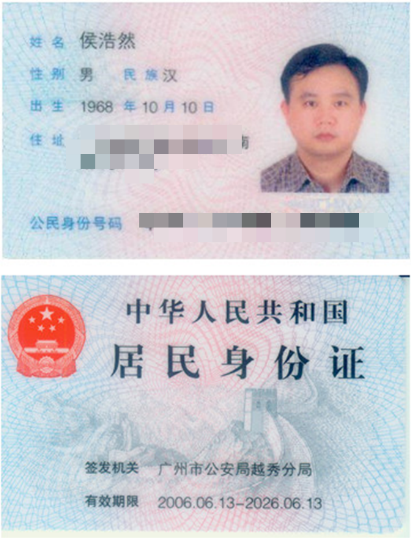 姓名 侯浩然
性别 男 民族 汉
出生 1968 年 10 月 10 日
住址
公民身份号码
中华人民共和国
居民身份证
签发机关 广州市公安局越秀分局
有效期限 2006.06.13-2026.06.13